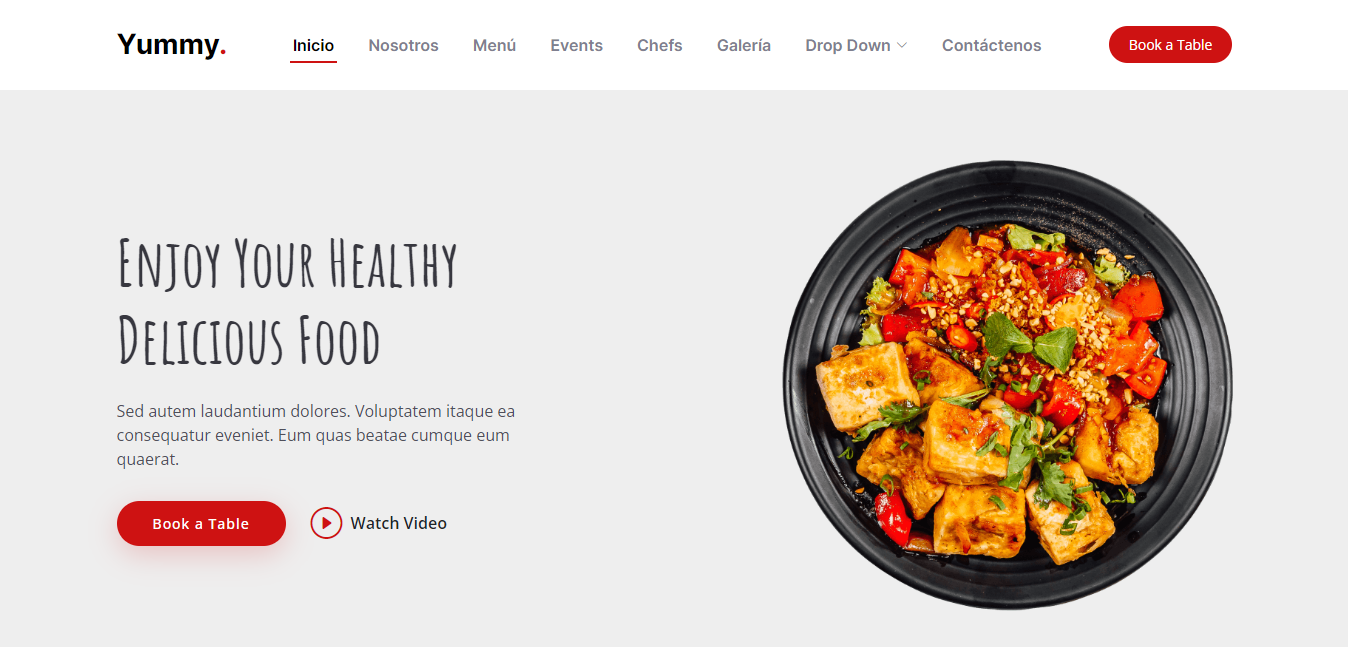 Yummy.
Inicio Nosotros Menú Events Chefs Galería Drop Down Contáctenos
Book a Table
Enjoy Your Healthy
Delicious Food
Sed autem laudantium dolores. Voluptatem itaque ea
consequatur eveniet. Eum quas beatae cumque eum
quaerat.
Book a Table
Watch Video